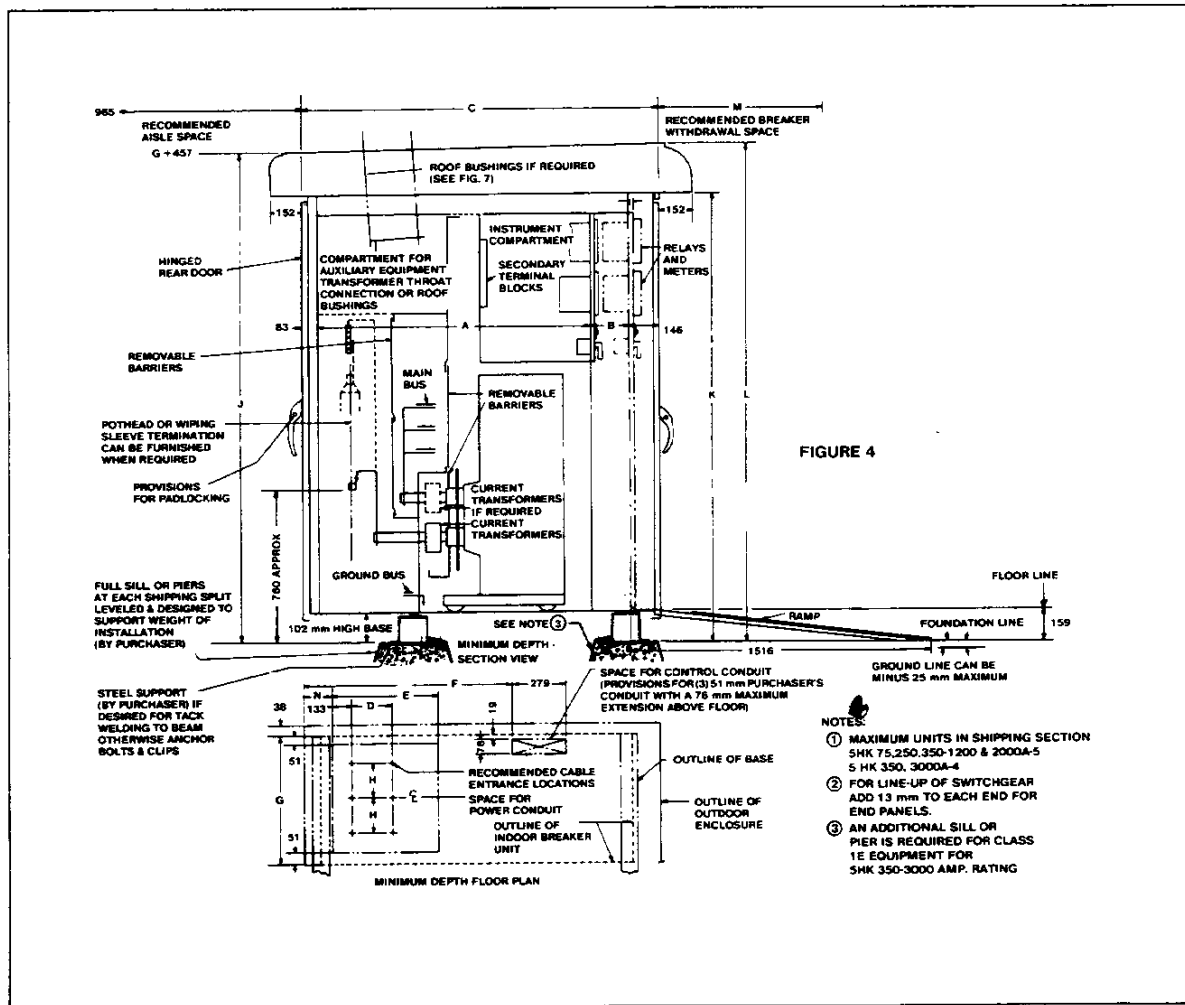 985
C
M
RECOMMENDED
AISLE SPACE
RECOMMENDED BREAKER
WITHDRAWAL SPACE
G + 457
ROOF BUSHINGS IF REQUIRED
(SEE FIG. 7)
152
152
HINGED
REAR DOOR
COMPARTMENT FOR
AUXILIARY EQUIPMENT
TRANSFORMER THROAT
CONNECTION OR ROOF
BUSHINGS
INSTRUMENT
COMPARTMENT
SECONDARY
TERMINAL
BLOCKS
RELAYS
AND
METERS
83
A
B
146
REMOVABLE
BARRIERS
MAIN
BUS
REMOVABLE
BARRIERS
J
K
L
POTHEAD OR WIPING
SLEEVE TERMINATION
CAN BE FURNISHED
WHEN REQUIRED
FIGURE 4
PROVISIONS
FOR PADLOCKING
CURRENT
TRANSFORMERS
IF REQUIRED
CURRENT
TRANSFORMERS
760 APPROX
GROUND BUS
FULL SILL, OR PIERS
AT EACH SHIPPING SPLIT
LEVELED & DESIGNED TO
SUPPORT WEIGHT OF
INSTALLATION
(BY PURCHASER)
102 mm HIGH BASE
SEE NOTE ③
MINIMUM DEPTH -
SECTION VIEW
FLOOR LINE
RAMP
FOUNDATION LINE
159
1516
GROUND LINE CAN BE
MINUS 25 mm MAXIMUM
STEEL SUPPORT
(BY PURCHASER) IF
DESIRED FOR TACK
WELDING TO BEAM
OTHERWISE ANCHOR
BOLTS & CLIPS
SPACE FOR CONTROL CONDUIT
(PROVISIONS FOR (3) 51 mm PURCHASER'S
CONDUIT WITH A 76 mm MAXIMUM
EXTENSION ABOVE FLOOR)
F
279
N
E
38
133
D
19
76
51
G
H
H
51
RECOMMENDED CABLE
ENTRANCE LOCATIONS
SPACE FOR
POWER CONDUIT
OUTLINE OF
INDOOR BREAKER
UNIT
OUTLINE OF BASE
OUTLINE OF
OUTDOOR
ENCLOSURE
MINIMUM DEPTH FLOOR PLAN
NOTES:
① MAXIMUM UNITS IN SHIPPING SECTION
5HK 75,250,350-1200 & 2000A-5
5 HK 350, 3000A-4
② FOR LINE-UP OF SWITCHGEAR
ADD 13 mm TO EACH END FOR
END PANELS.
③ AN ADDITIONAL SILL OR
PIER IS REQUIRED FOR CLASS
1E EQUIPMENT FOR
5HK 350-3000 AMP. RATING